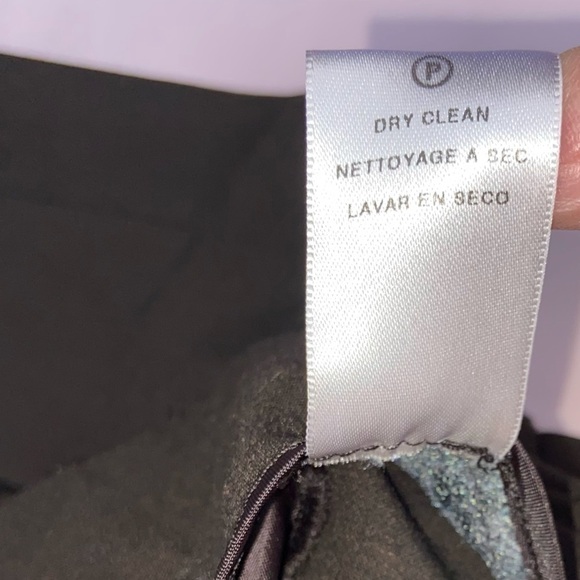 P
DRY CLEAN
NETTOYAGE A SEC
LAVAR EN SECO